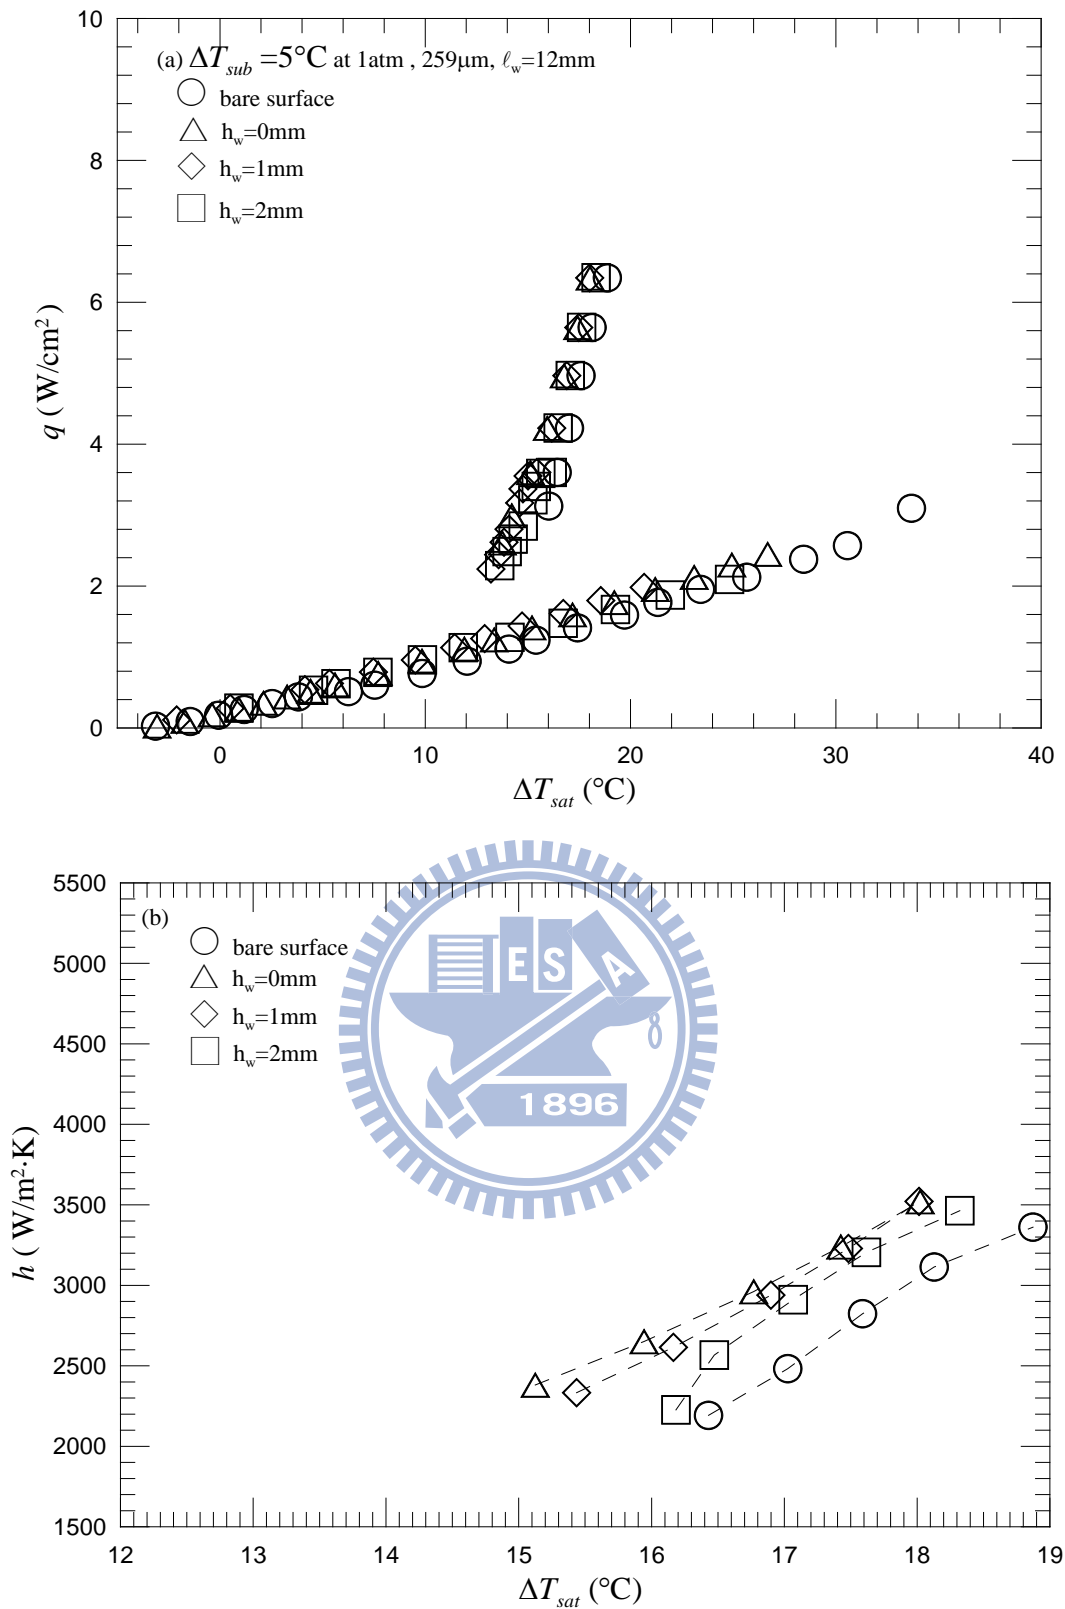 10
(a) ΔTsub =5°C at 1atm , 259μm, ℓw=12mm
bare surface
hw=0mm
8
hw=1mm
hw=2mm
6
q ( W/cm²)
4
2
0
0 10 20 30 40
ΔTsat (°C)
5500
(b)
bare surface
5000
hw=0mm
hw=1mm
4500
hw=2mm
E S A
1896
4000
h ( W/m²·K)
3500
3000
2500
2000
1500
12 13 14 15 16 17 18 19
ΔTsat (°C)